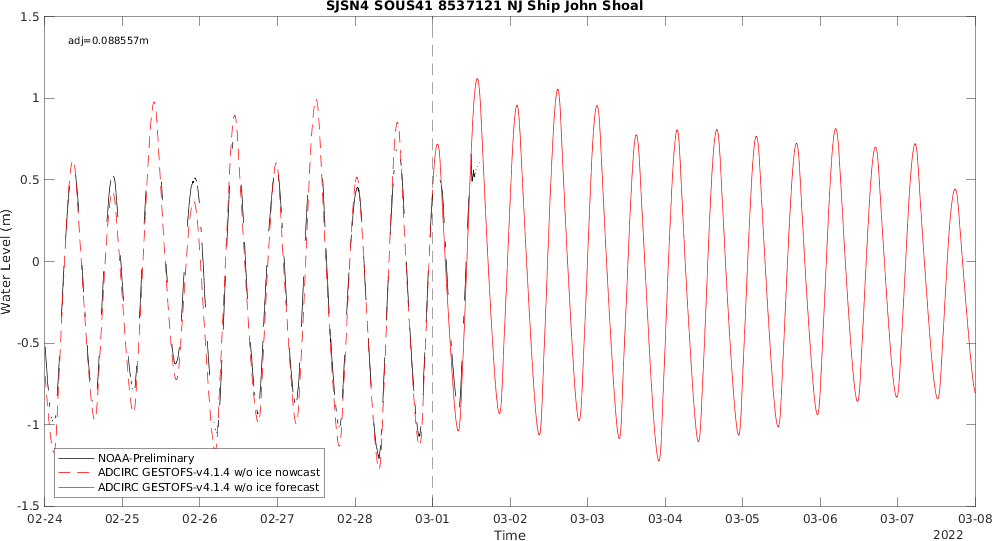 SJSN4 SOUS41 8537121 NJ Ship John Shoal
adj=0.088557m
1.5
1
0.5
0
-0.5
-1
-1.5
Water Level (m)
NOAA-Preliminary
ADCIRC GESTOFS-v4.1.4 w/o ice nowcast
ADCIRC GESTOFS-v4.1.4 w/o ice forecast
02-24 02-25 02-26 02-27 02-28 03-01 03-02 03-03 03-04 03-05 03-06 03-07 03-08
Time
2022